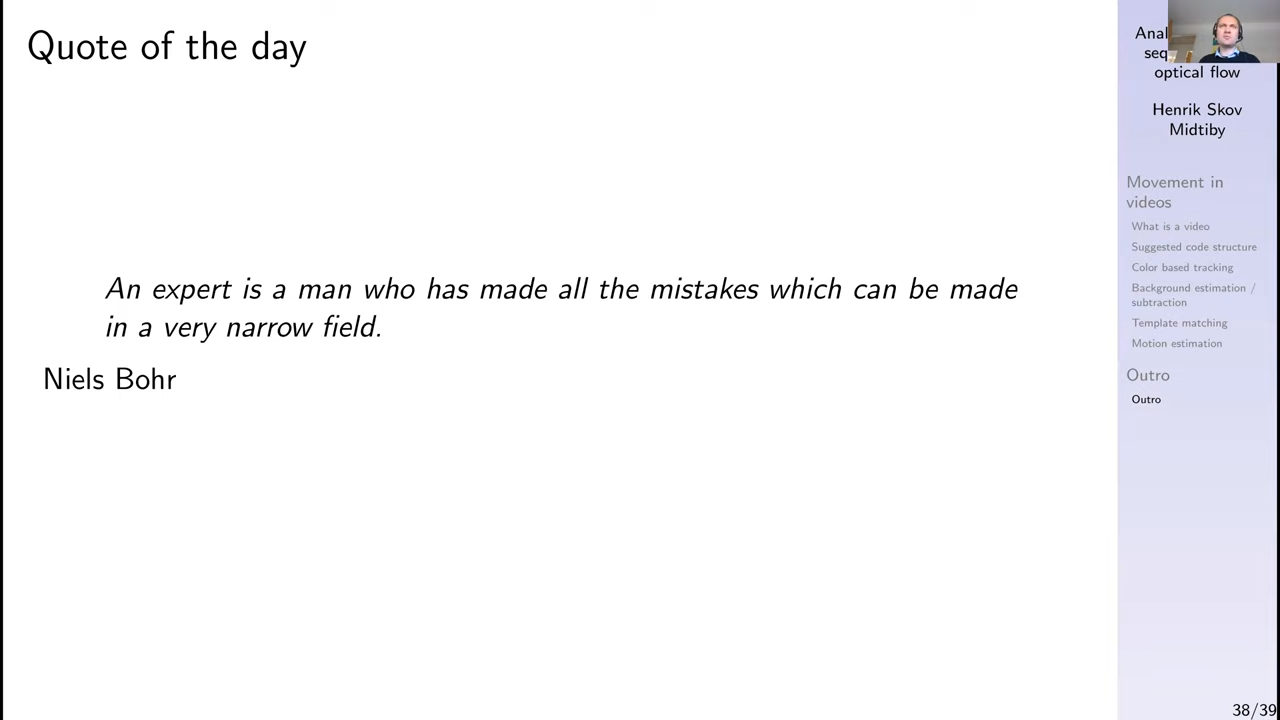 Quote of the day
An expert is a man who has made all the mistakes which can be made
in a very narrow field.
Niels Bohr
optical flow
Henrik Skov
Midtiby
Movement in
videos
What is a video
Suggested code structure
Color based tracking
Background estimation /
subtraction
Template matching
Motion estimation
Outro
Outro
38/39